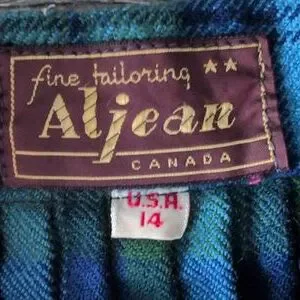 fine tailoring
Aljean
CANADA
U.S.A.
14